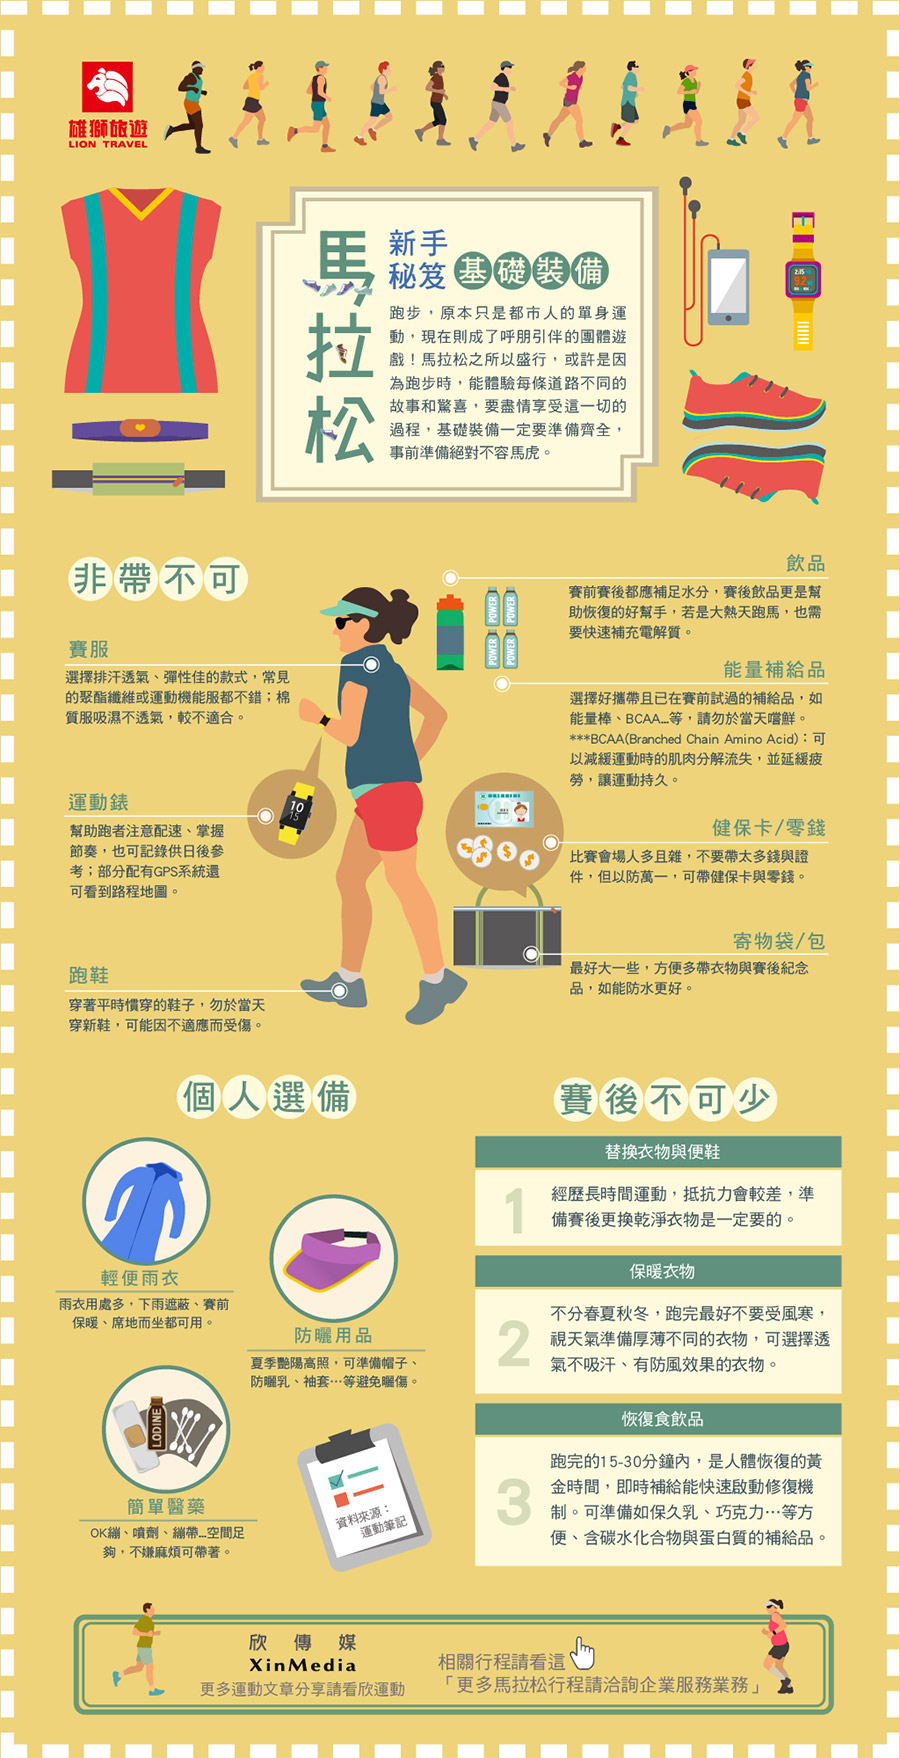 雄獅旅遊
LION TRAVEL
馬拉松
新手
秘笈 基礎裝備
跑步，原本只是都市人的單身運
動，現在則成了呼朋引伴的團體遊
戲！馬拉松之所以盛行，或許是因
為跑步時，能體驗每條道路不同的
故事和驚喜，要盡情享受這一切的
過程，基礎裝備一定要準備齊全，
事前準備絕對不容馬虎。
非帶不可
賽服
選擇排汗透氣、彈性佳的款式，常見
的聚酯纖維或運動機能服都不錯；棉
質服吸濕不透氣，較不適合。
運動錶
幫助跑者注意配速、掌握
節奏，也可記錄供日後參
考；部分配有GPS系統還
可看到路程地圖。
10
15
跑鞋
穿著平時慣穿的鞋子，勿於當天
穿新鞋，可能因不適應而受傷。
POWER
POWER
POWER
POWER
飲品
賽前賽後都應補足水分，賽後飲品更是幫
助恢復的好幫手，若是大熱天跑馬，也需
要快速補充電解質。
能量補給品
選擇好攜帶且已在賽前試過的補給品，如
能量棒、BCAA...等，請勿於當天嚐鮮。
***BCAA(Branched Chain Amino Acid)：可
以減緩運動時的肌肉分解流失，並延緩疲
勞，讓運動持久。
健保卡/零錢
比賽會場人多且雜，不要帶太多錢與證
件，但以防萬一，可帶健保卡與零錢。
寄物袋/包
最好大一些，方便多帶衣物與賽後紀念
品，如能防水更好。
個人選備
輕便雨衣
雨衣用處多，下雨遮蔽、賽前
保暖、席地而坐都可用。
防曬用品
夏季艷陽高照，可準備帽子、
防曬乳、袖套…等避免曬傷。
LODINE
簡單醫藥
OK繃、噴劑、繃帶...空間足
夠，不嫌麻煩可帶著。
資料來源：
運動筆記
賽後不可少
替換衣物與便鞋
1
經歷長時間運動，抵抗力會較差，準
備賽後更換乾淨衣物是一定要的。
保暖衣物
2
不分春夏秋冬，跑完最好不要受風寒，
視天氣準備厚薄不同的衣物，可選擇透
氣不吸汗、有防風效果的衣物。
恢復食飲品
3
跑完的15-30分鐘內，是人體恢復的黃
金時間，即時補給能快速啟動修復機
制。可準備如保久乳、巧克力…等方
便、含碳水化合物與蛋白質的補給品。
欣傳媒
XinMedia
更多運動文章分享請看欣運動
相關行程請看這
「更多馬拉松行程請洽詢企業服務業務」